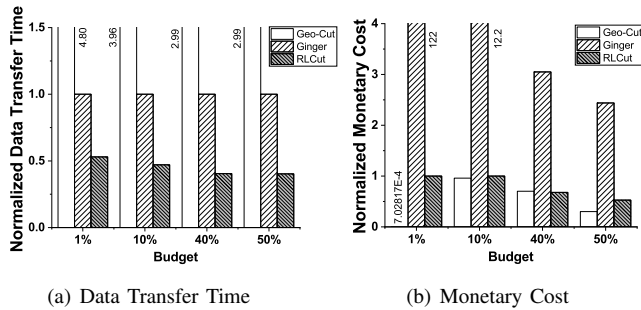 Normalized Data Transfer Time
1.5
1.0
0.5
0.0
4.80
3.96
2.99
2.99
Geo-Cut
Ginger
RLCut
1%
10%
40%
50%
Budget
(a) Data Transfer Time
Normalized Monetary Cost
4
3
2
1
0
7.02817E-4
122
12.2
Geo-Cut
Ginger
RLCut
1%
10%
40%
50%
Budget
(b) Monetary Cost